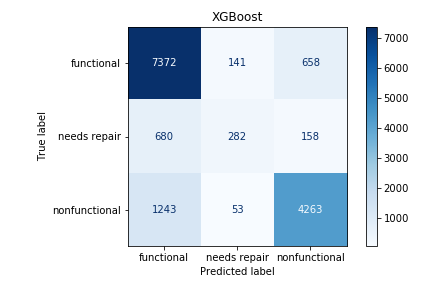 XGBoost
functional 7372 141 658
needs repair 680 282 158
nonfunctional 1243 53 4263
functional needs repair nonfunctional
Predicted label
True label
7000
6000
5000
4000
3000
2000
1000